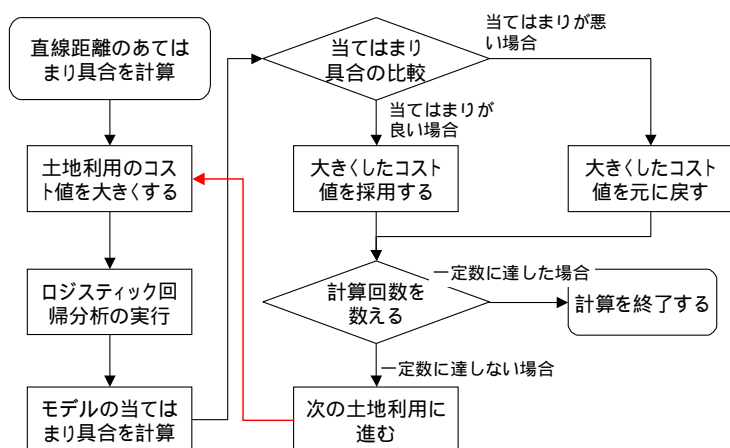 直線距離のあては
まり具合を計算
土地利用のコス
ト値を大きくする
ロジスティック回
帰分析の実行
モデルの当ては
まり具合を計算
当てはまり
具合の比較
当てはまりが悪
い場合
当てはまりが
良い場合
大きくしたコスト
値を採用する
大きくしたコスト
値を元に戻す
計算回数を
数える
一定数に達した場合
計算を終了する
一定数に達しない場合
次の土地利用に
進む